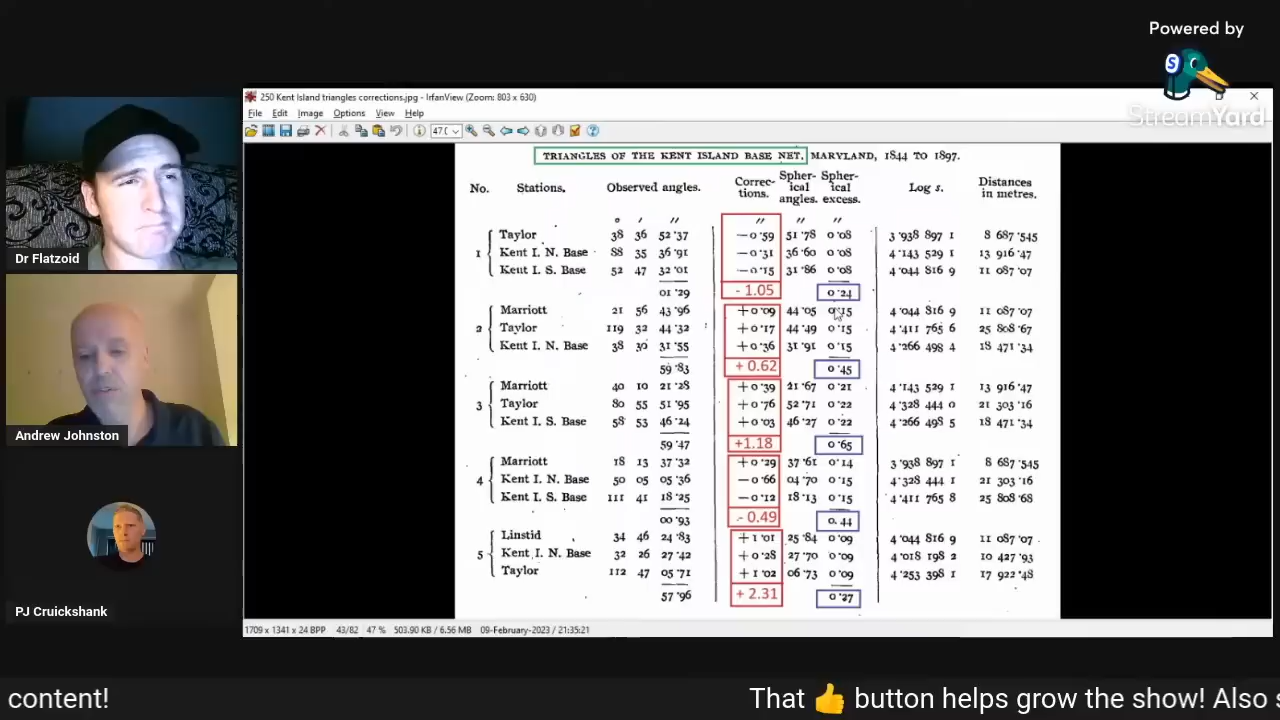 Powered by
StreamYard
250 Kent Island triangles corrections.jpg - IrfanView (Zoom: 803 x 630)
File Edit Image Options View Help
TRIANGLES OF THE KENT ISLAND BASE NET, MARYLAND, 1844 TO 1897.
No. Stations. Observed angles. Correc- tions. Spher- ical angles. Spher- ical excess. Log s. Distances in metres.
° ′ ″ ″ ″ ″
Taylor 38 36 52.37 −0.59 51.78 0.08 3.938 897 1 8 687.545
1 Kent I. N. Base 88 35 36.91 −0.31 36.60 0.08 4.143 529 1 13 916.47
Kent I. S. Base 52 47 32.01 −0.15 31.86 0.08 4.044 816 9 11 087.07
01.29 - 1.05 0.24
Marriott 21 56 43.96 +0.09 44.05 0.15 4.044 816 9 11 087.07
2 Taylor 119 32 44.32 +0.17 44.49 0.15 4.411 765 6 25 808.67
Kent I. N. Base 38 30 31.55 +0.36 31.91 0.15 4.266 498 4 18 471.34
59.83 + 0.62 0.45
Marriott 40 10 21.28 +0.39 21.67 0.21 4.143 529 1 13 916.47
3 Taylor 80 55 51.95 +0.76 52.71 0.22 4.328 444 0 21 303.16
Kent I. S. Base 58 53 46.24 +0.03 46.27 0.22 4.266 498 5 18 471.34
59.47 +1.18 0.65
Marriott 18 13 37.32 +0.29 37.61 0.14 3.938 897 1 8 687.545
4 Kent I. N. Base 50 05 05.36 −0.66 04.70 0.15 4.328 444 1 21 303.16
Kent I. S. Base 111 41 18.25 −0.12 18.13 0.15 4.411 765 8 25 808.68
00.93 - 0.49 0.44
Linstid 34 46 24.83 +1.01 25.84 0.09 4.044 816 9 11 087.07
5 Kent I. N. Base 32 26 27.42 +0.28 27.70 0.09 4.018 198 2 10 427.93
Taylor 112 47 05.71 +1.02 06.73 0.09 4.253 398 1 17 922.48
57.96 + 2.31 0.27
1709 x 1341 x 24 BPP 43/82 47 % 503.90 KB / 6.56 MB 09-February-2023 / 21:35:21
Dr Flatzoid
Andrew Johnston
PJ Cruickshank
content! That 👍 button helps grow the show! Also